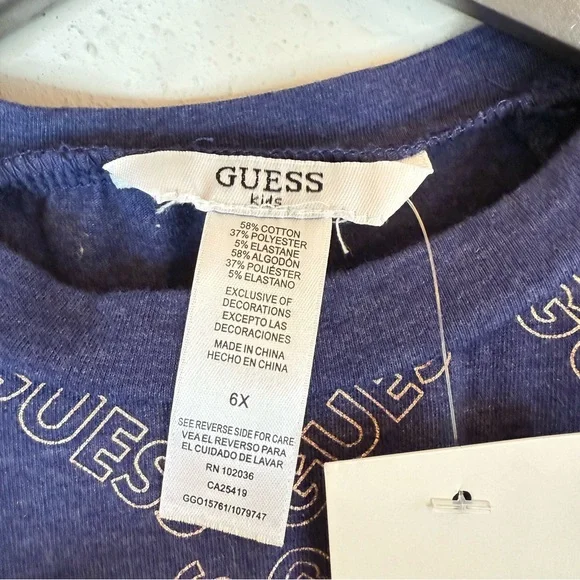 GUESS
kids
58% COTTON
37% POLYESTER
5% ELASTANE
58% ALGODÓN
37% POLIÉSTER
5% ELASTANO
EXCLUSIVE OF
DECORATIONS
EXCEPTO LAS
DECORACIONES
MADE IN CHINA
HECHO EN CHINA
6X
SEE REVERSE SIDE FOR CARE
VEA EL REVERSO PARA
EL CUIDADO DE LAVAR
RN 102036
CA25419
GGO15761/1079747
GUESS
GUES